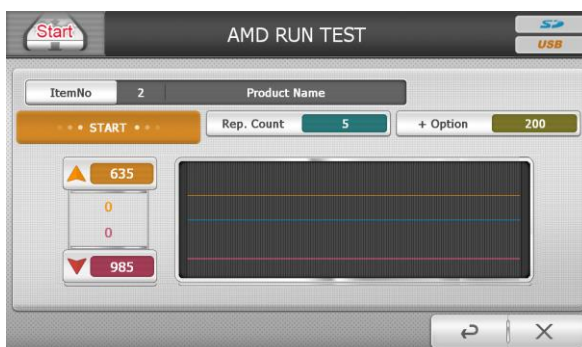 Start
AMD RUN TEST
SD
USB
ItemNo 2 Product Name
START Rep. Count 5 + Option 200
635
0
0
985